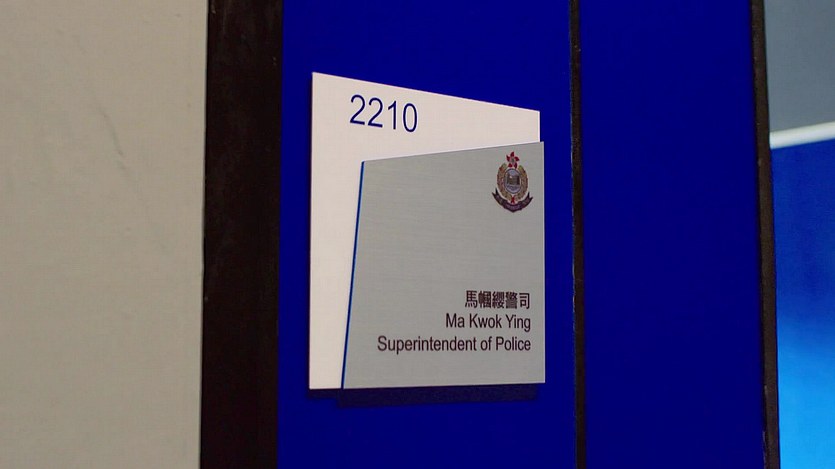 2210
馬幗纓警司
Ma Kwok Ying
Superintendent of Police